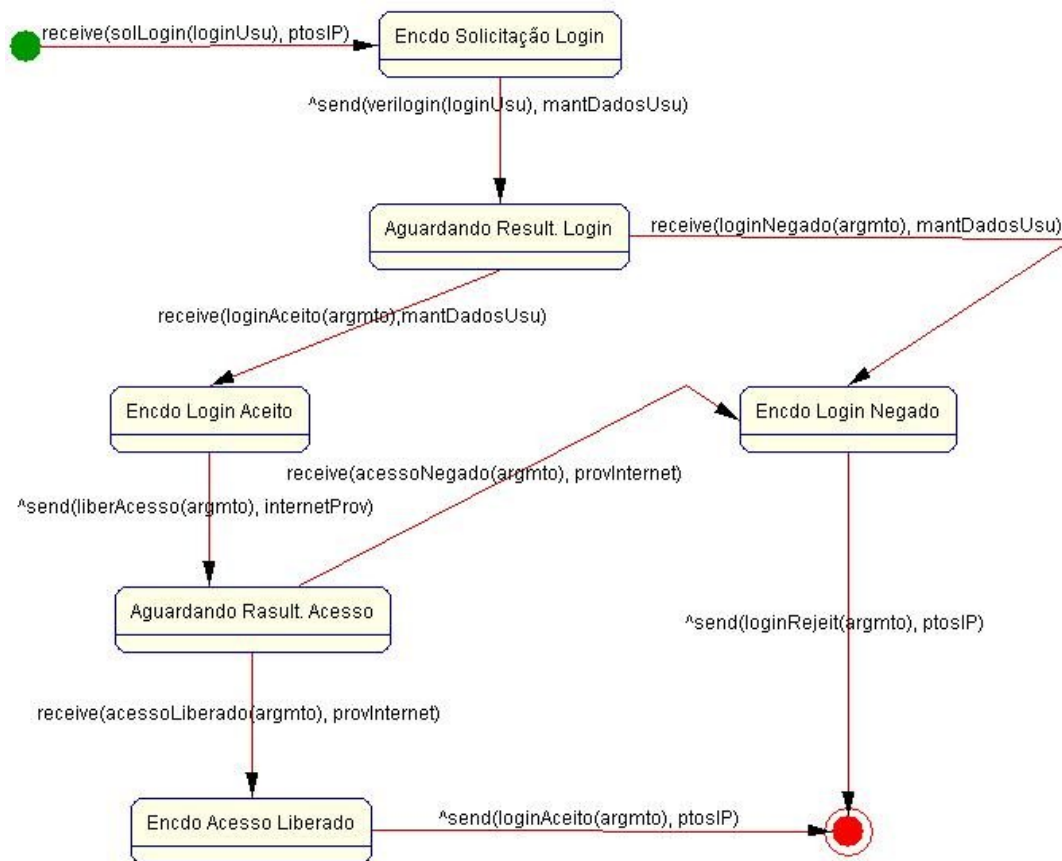 receive(solLogin(loginUsu), ptosIP)
Encdo Solicitação Login
^send(verilogin(loginUsu), mantDadosUsu)
Aguardando Result. Login
receive(loginNegado(argmto), mantDadosUsu)
receive(loginAceito(argmto),mantDadosUsu)
Encdo Login Aceito
Encdo Login Negado
receive(acessoNegado(argmto), provInternet)
^send(liberAcesso(argmto), internetProv)
Aguardando Rasult. Acesso
^send(loginRejeit(argmto), ptosIP)
receive(acessoLiberado(argmto), provInternet)
Encdo Acesso Liberado
^send(loginAceito(argmto), ptosIP)